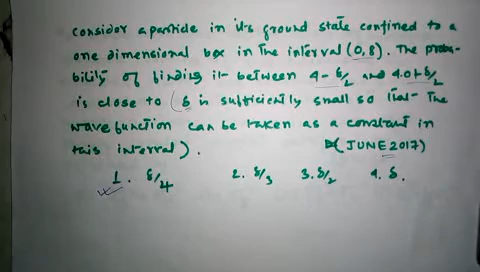 Consider a particle in it's ground state confined to a
one dimensional box in the interval (0,8). The proba-
bility of finding it between 4-δ/2 and 4.0+δ/2
is close to (δ is sufficiently small so that the
wave function can be taken as a constant in
this interval). (JUNE 2017)
1. δ/4 2. δ/3 3. δ/2 4. δ.